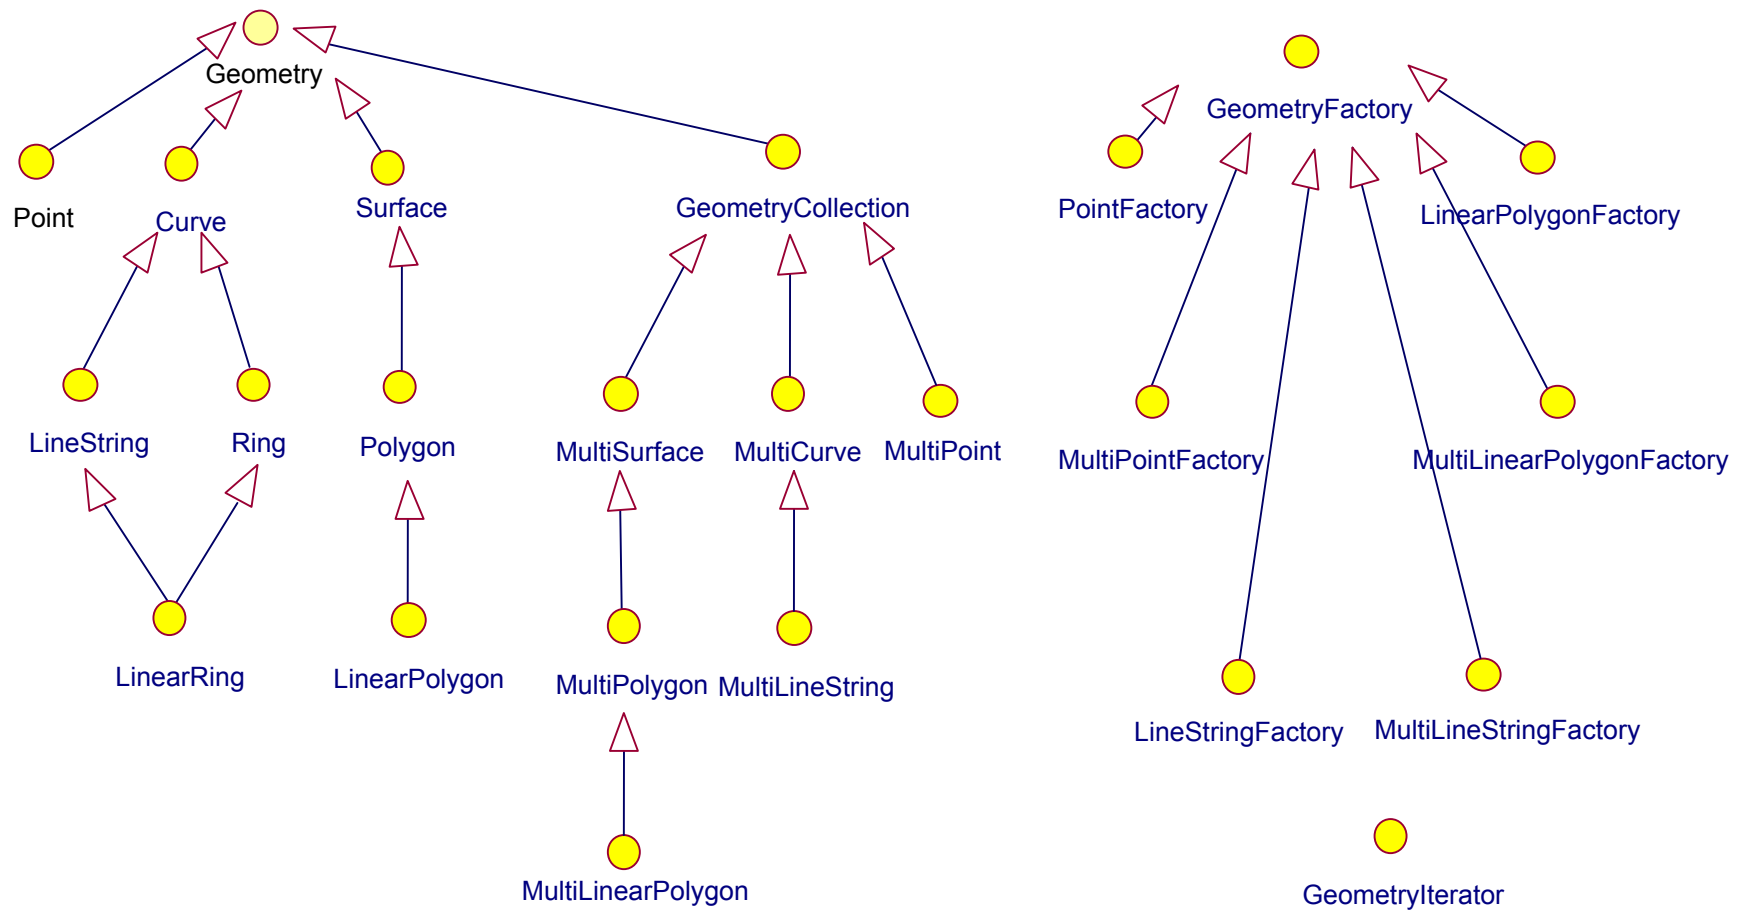 Geometry
GeometryFactory
Point
Curve
Surface
GeometryCollection
PointFactory
LinearPolygonFactory
LineString
Ring
Polygon
MultiSurface
MultiCurve
MultiPoint
MultiPointFactory
MultiLinearPolygonFactory
LinearRing
LinearPolygon
MultiPolygon
MultiLineString
LineStringFactory
MultiLineStringFactory
MultiLinearPolygon
GeometryIterator